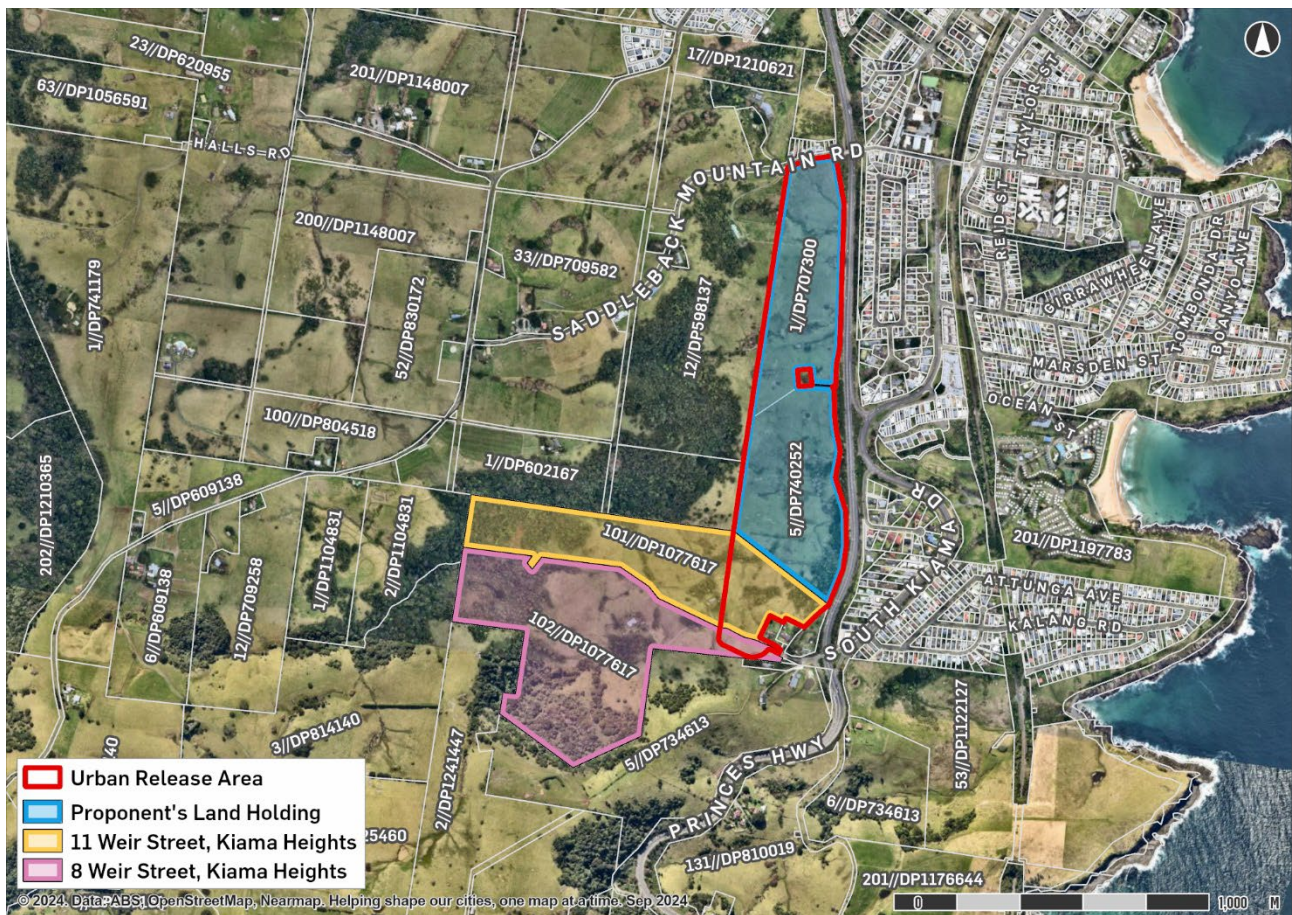 17//DP1210621
23//DP620955
201//DP1148007
63//DP1056591
HALLS RD
SADDLEBACK MOUNTAIN RD
TAYLOR ST
REID ST
200//DP1148007
33//DP709582
1//DP707300
GIRRAWHEEN AVE
TOMBONDA DR
BOANYO AVE
1//DP741179
52//DP830172
12//DP598137
MARSDEN ST
OCEAN ST
100//DP804518
1//DP602167
5//DP740252
202//DP1210365
5//DP609138
101//DP1077617
SOUTH KIAMA DR
201//DP1197783
6//DP609138
12//DP709258
1//DP1104831
2//DP1104831
ATTUNGA AVE
KALANG RD
102//DP1077617
3//DP814140
2//DP1241447
5//DP734613
PRINCES HWY
53//DP1122127
6//DP734613
131//DP810019
201//DP1176644
140
25460
Urban Release Area
Proponent's Land Holding
11 Weir Street, Kiama Heights
8 Weir Street, Kiama Heights
© 2024. Data: ABS, OpenStreetMap, Nearmap. Helping shape our cities, one map at a time. Sep 2024
0 1,000 M